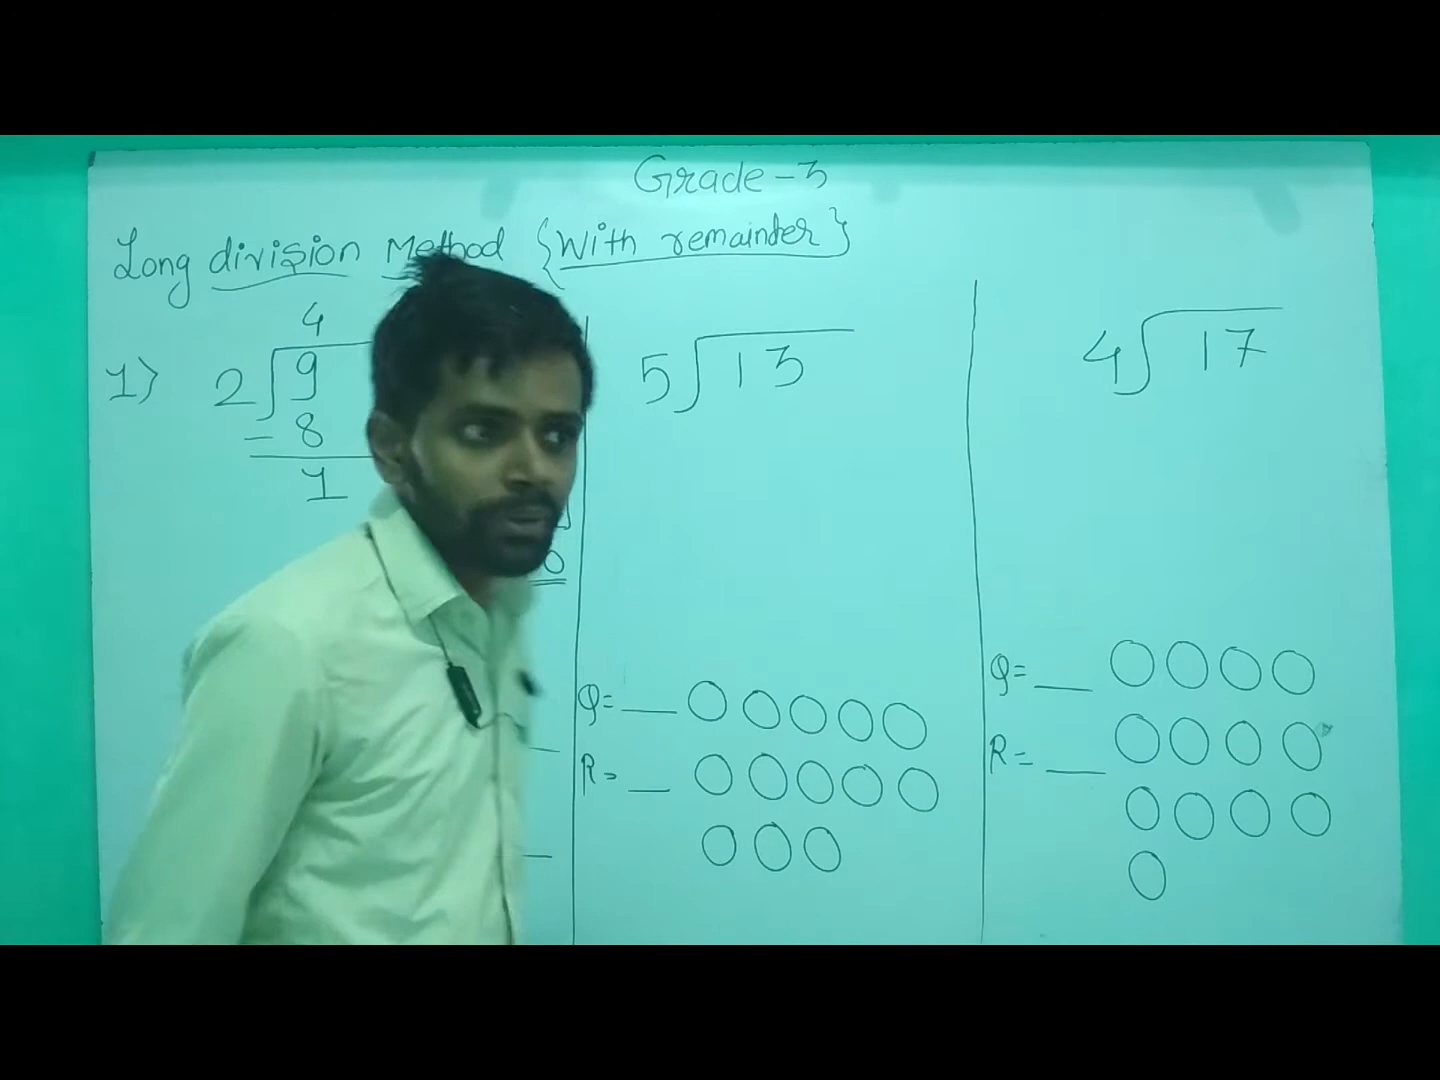 Grade-3
Long division Method {With remainder}
4
1) 2 9
- 8
1
0
5 13
4 17
Q= __
R= __
Q= __
R= __